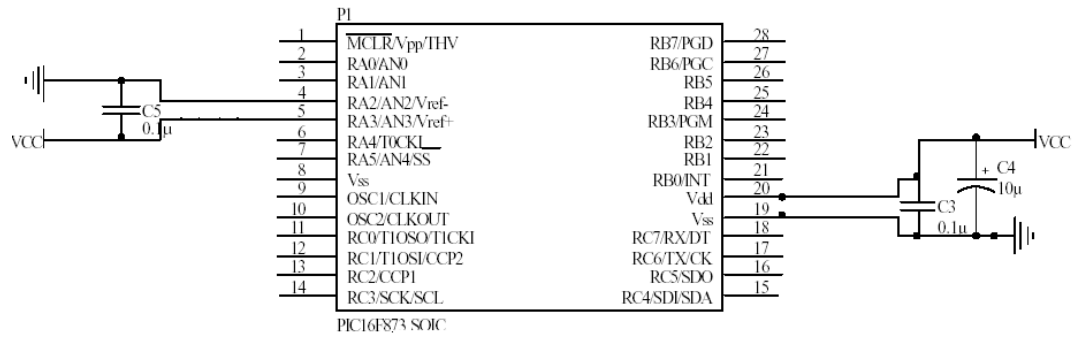 P1
1 MCLR/Vpp/THV
2 RA0/AN0
3 RA1/AN1
4 RA2/AN2/Vref-
5 RA3/AN3/Vref+
6 RA4/T0CKI
7 RA5/AN4/SS
8 Vss
9 OSC1/CLKIN
10 OSC2/CLKOUT
11 RC0/T1OSO/T1CKI
12 RC1/T1OSI/CCP2
13 RC2/CCP1
14 RC3/SCK/SCL
RB7/PGD 28
RB6/PGC 27
RB5 26
RB4 25
RB3/PGM 24
RB2 23
RB1 22
RB0/INT 21
Vdd 20
Vss 19
RC7/RX/DT 18
RC6/TX/CK 17
RC5/SDO 16
RC4/SDI/SDA 15
PIC16F873 SOIC
C5
0.1µ
VCC
VCC
+ C4
10µ
C3
0.1µ